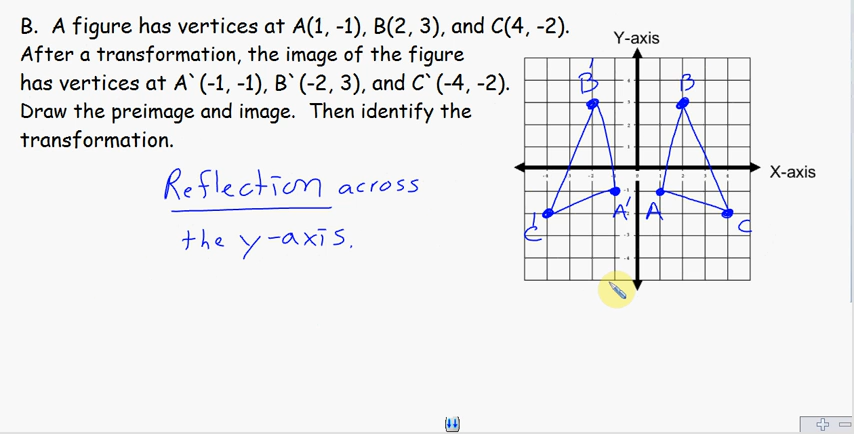 B. A figure has vertices at A(1, -1), B(2, 3), and C(4, -2).
After a transformation, the image of the figure
has vertices at A`(-1, -1), B`(-2, 3), and C`(-4, -2).
Draw the preimage and image. Then identify the
transformation.
Reflection across
the y-axis.
Y-axis
X-axis
B'
B
A'
A
C'
C